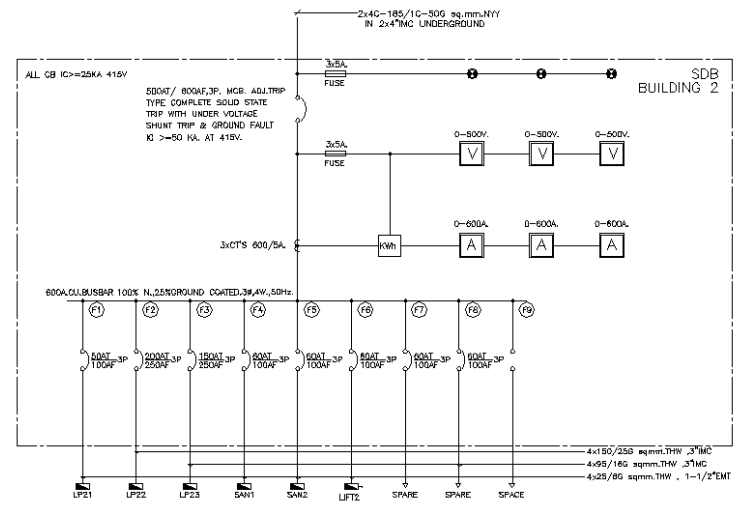 2x4C-185/1C-50G sq.mm.NYY
IN 2x4"IMC UNDERGROUND
ALL CB IC>=25KA 415V
3x5A.
FUSE
SDB
BUILDING 2
500AT/ 600AF,3P. MCB. ADJ.TRIP
TYPE COMPLETE SOLID STATE
TRIP WITH UNDER VOLTAGE
SHUNT TRIP & GROUND FAULT
IC >=50 KA. AT 415V.
3x5A.
FUSE
0-500V. 0-500V. 0-500V.
V V V
0-600A. 0-600A. 0-600A.
3xCT'S 600/5A.
KWh
A A A
600A.CU.BUSBAR 100% N.,25%GROUND COATED,3ø,4W.,50Hz.
F1 F2 F3 F4 F5 F6 F7 F8 F9
50AT 200AT 150AT 60AT 60AT 80AT 60AT 60AT
3P 3P 3P 3P 3P 3P 3P 3P
100AF 250AF 250AF 100AF 100AF 100AF 100AF 100AF
4x150/25G sqmm.THW ,3"IMC
4x95/16G sqmm.THW ,3"IMC
4x25/6G sqmm.THW , 1-1/2"EMT
LP21 LP22 LP23 SAN1 SAN2 LIFT2 SPARE SPARE SPACE